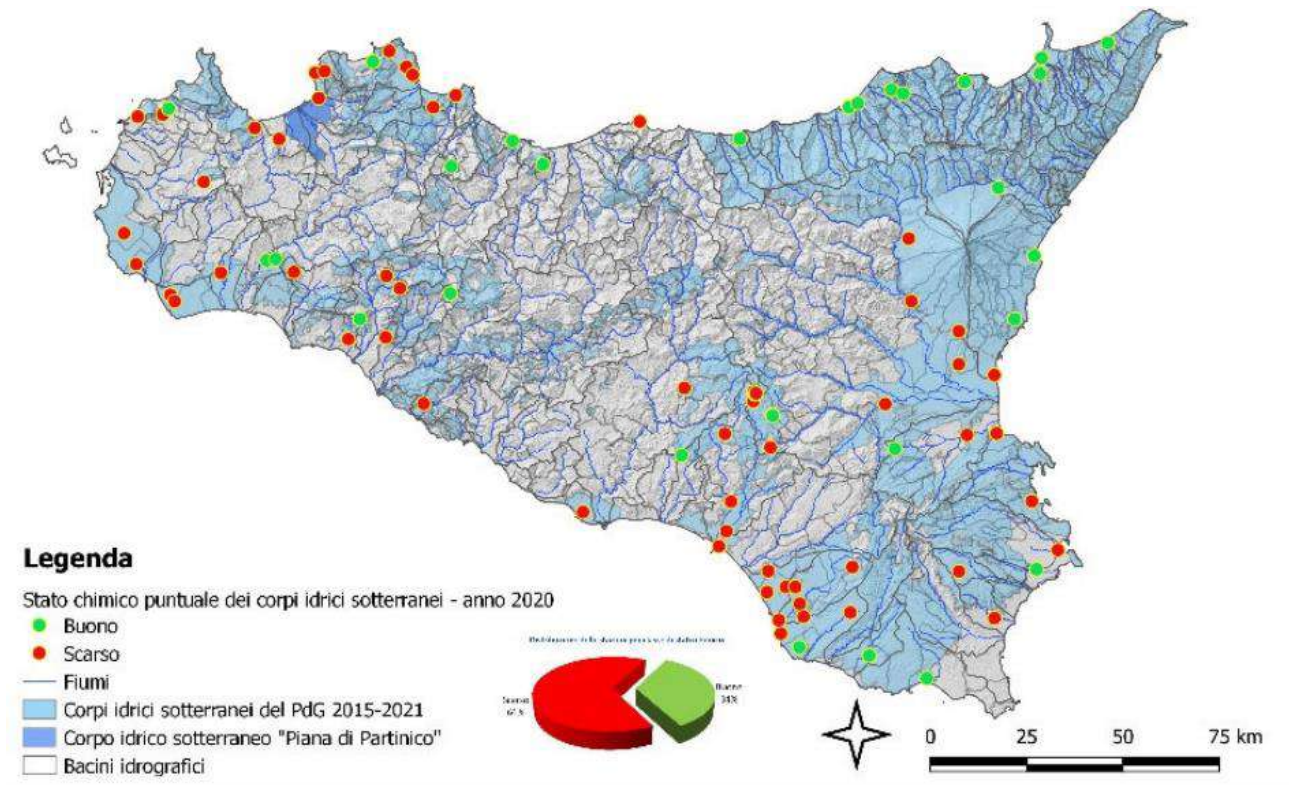 Legenda
Stato chimico puntuale dei corpi idrici sotterranei - anno 2020
Buono
Scarso
Fiumi
Corpi idrici sotterranei del PdG 2015-2021
Corpo idrico sotterraneo "Piana di Partinico"
Bacini idrografici
Buono
0 25 50 75 km